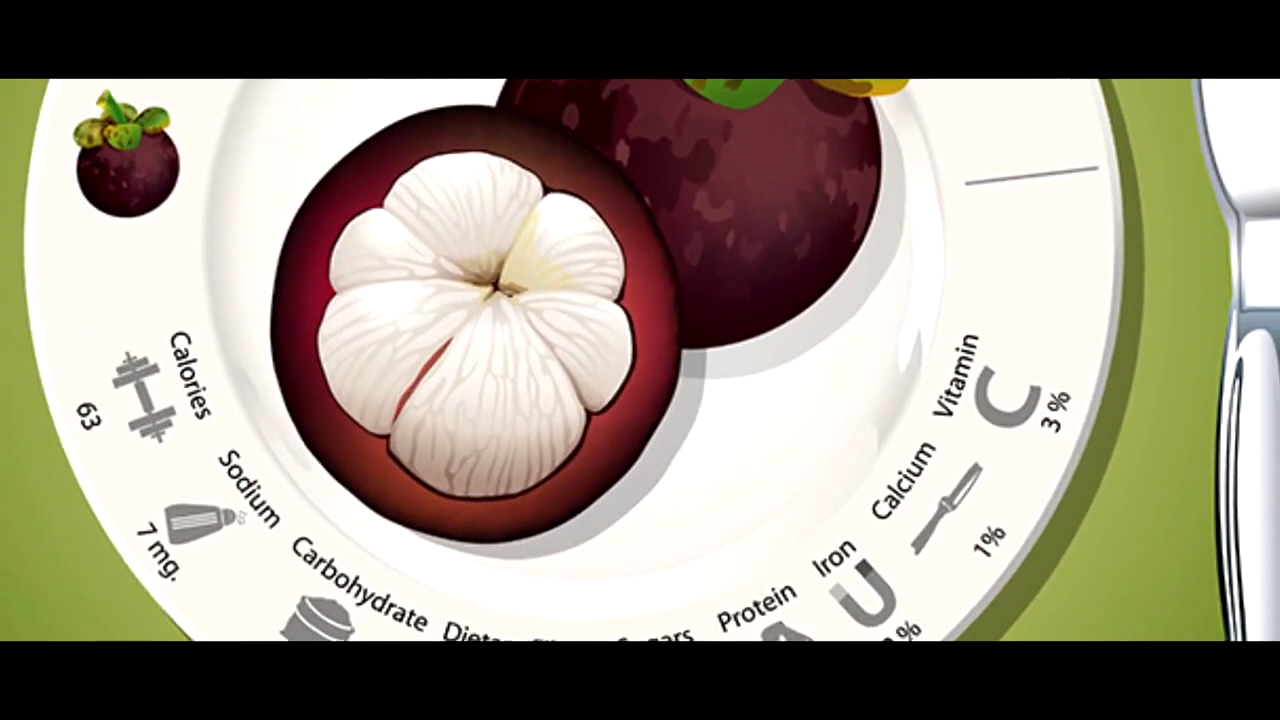 Calories
63
Sodium
7 mg.
Carbohydrate
Protein
Iron
Calcium
1%
Vitamin
C
3%